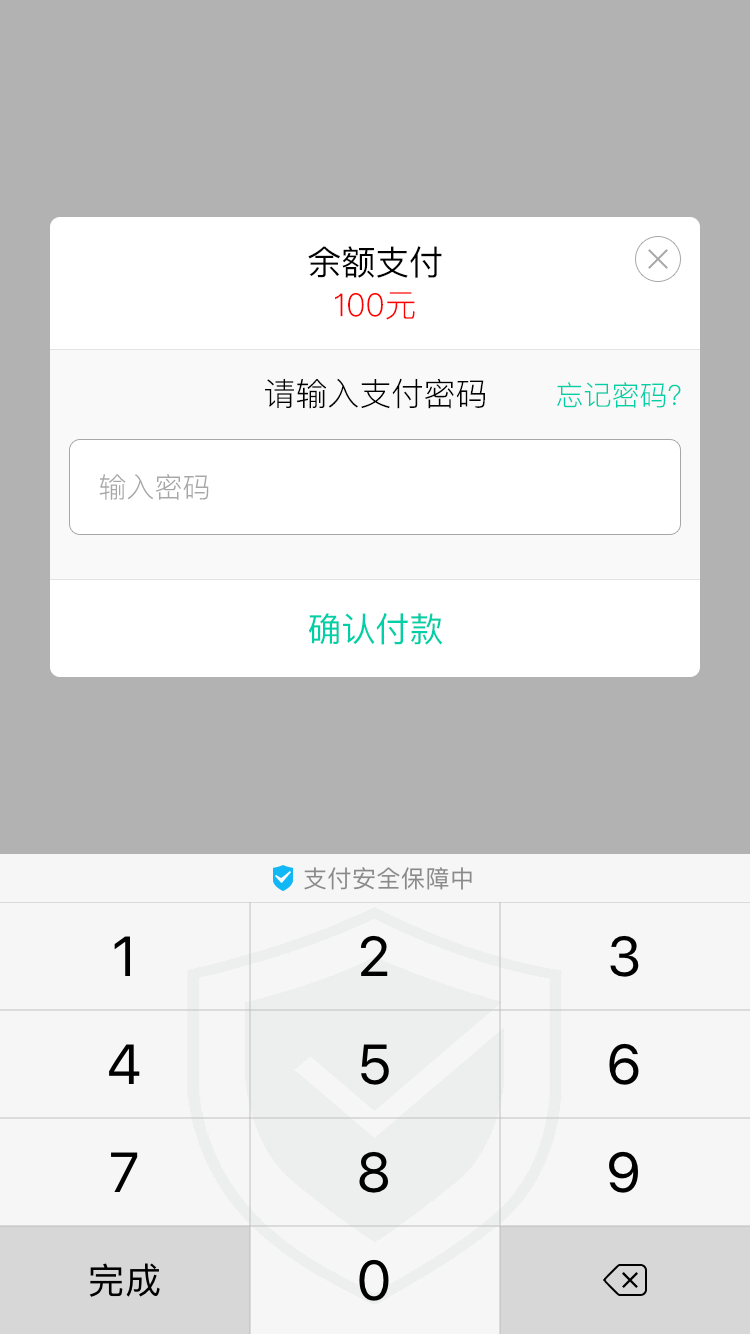 余额支付
100元
请输入支付密码 忘记密码?
输入密码
确认付款
支付安全保障中
1 2 3
4 5 6
7 8 9
完成 0